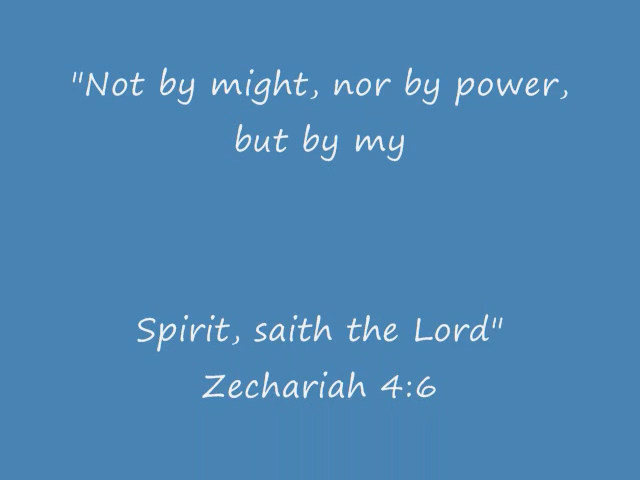 "Not by might, nor by power,
but by my
Spirit, saith the Lord"
Zechariah 4:6